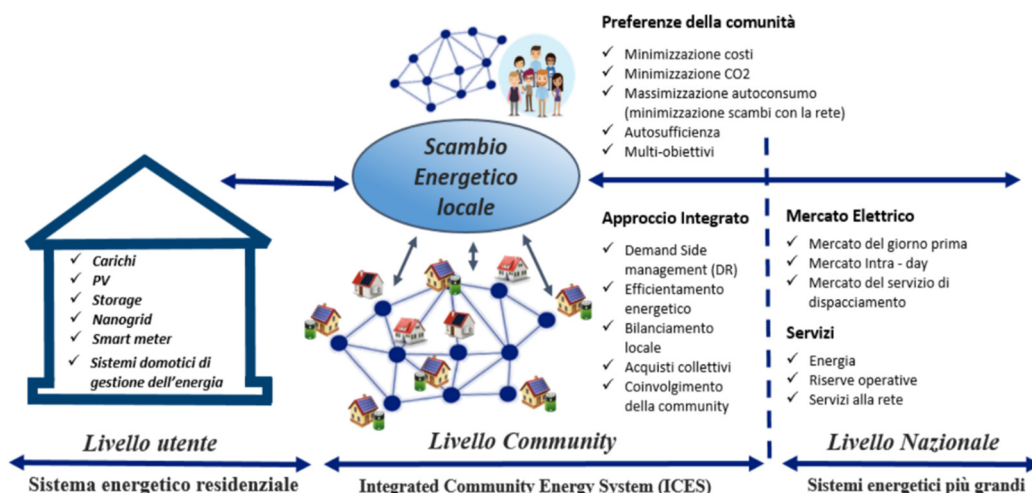 Preferenze della comunità
✓ Minimizzazione costi
✓ Minimizzazione CO2
✓ Massimizzazione autoconsumo
(minimizzazione scambi con la rete)
✓ Autosufficienza
✓ Multi-obiettivi
Scambio
Energetico
locale
✓ Carichi
✓ PV
✓ Storage
✓ Nanogrid
✓ Smart meter
✓ Sistemi domotici di
gestione dell'energia
Approccio Integrato
✓ Demand Side
management (DR)
✓ Efficientamento
energetico
✓ Bilanciamento
locale
✓ Acquisti collettivi
✓ Coinvolgimento
della community
Mercato Elettrico
✓ Mercato del giorno prima
✓ Mercato Intra - day
✓ Mercato del servizio di
dispacciamento
Servizi
✓ Energia
✓ Riserve operative
✓ Servizi alla rete
Livello utente
Livello Community
Livello Nazionale
Sistema energetico residenziale
Integrated Community Energy System (ICES)
Sistemi energetici più grandi